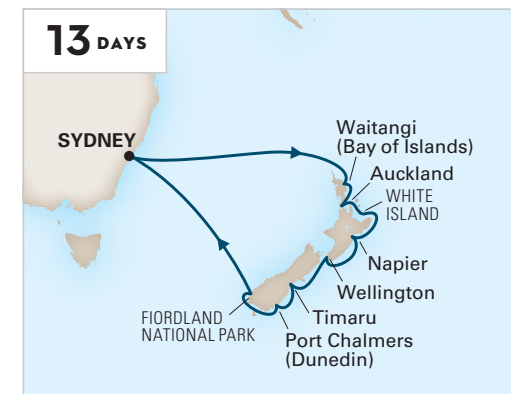 13 DAYS
SYDNEY
Waitangi
(Bay of Islands)
Auckland
WHITE
ISLAND
Napier
Wellington
Timaru
Port Chalmers
(Dunedin)
FIORDLAND
NATIONAL PARK